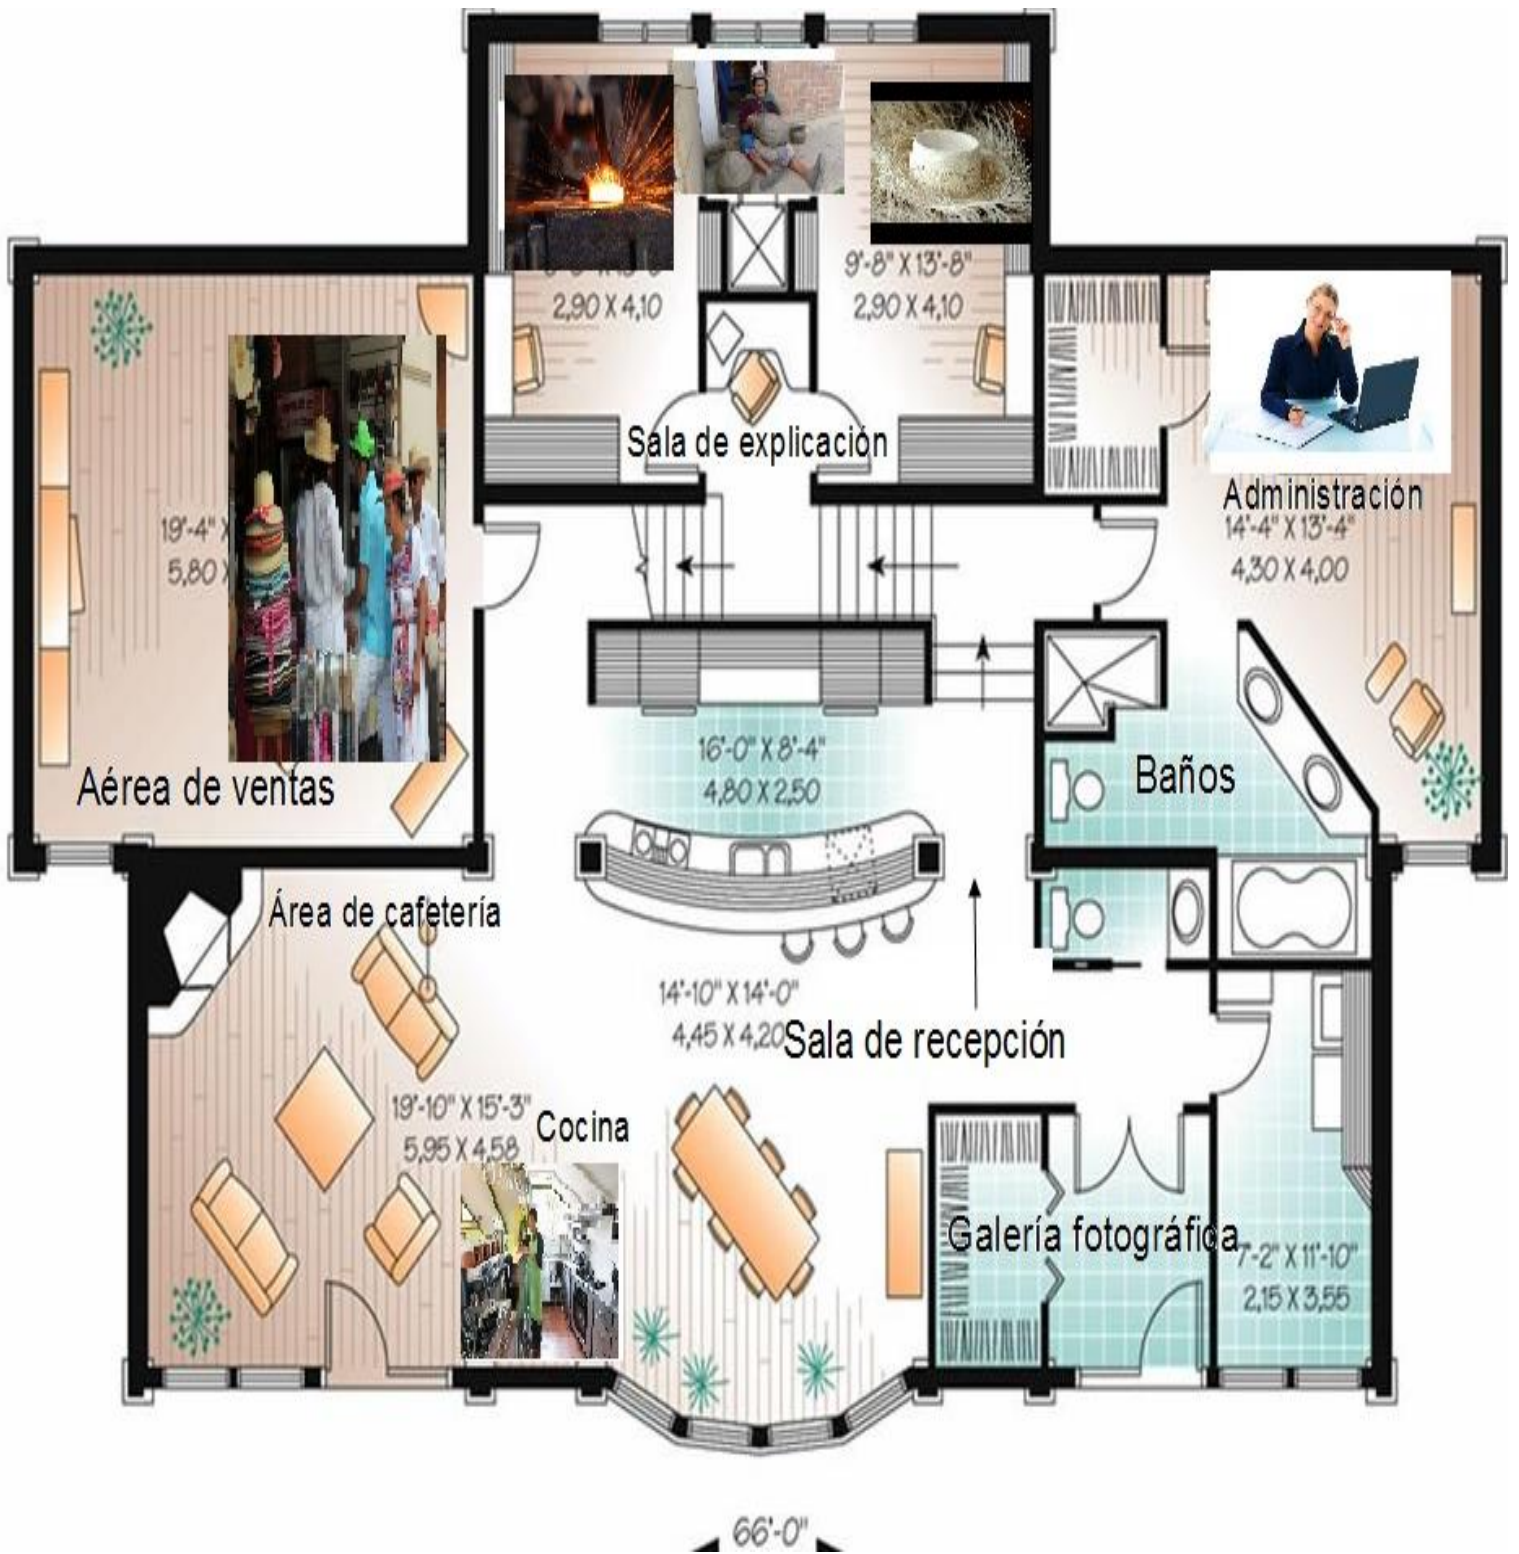 9'-8" X 13'-8"
2,90 X 4,10
2,90 X 4,10
Sala de explicación
Administración
14'-4" X 13'-4"
4,30 X 4,00
19'-4" X
5,80 X
Aérea de ventas
16'-0" X 8'-4"
4,80 X 2,50
Baños
Área de cafetería
14'-10" X 14'-0"
4,45 X 4,20
Sala de recepción
19'-10" X 15'-3"
5,95 X 4,58
Cocina
Galería fotográfica
7'-2" X 11'-10"
2,15 X 3,55
66'-0"